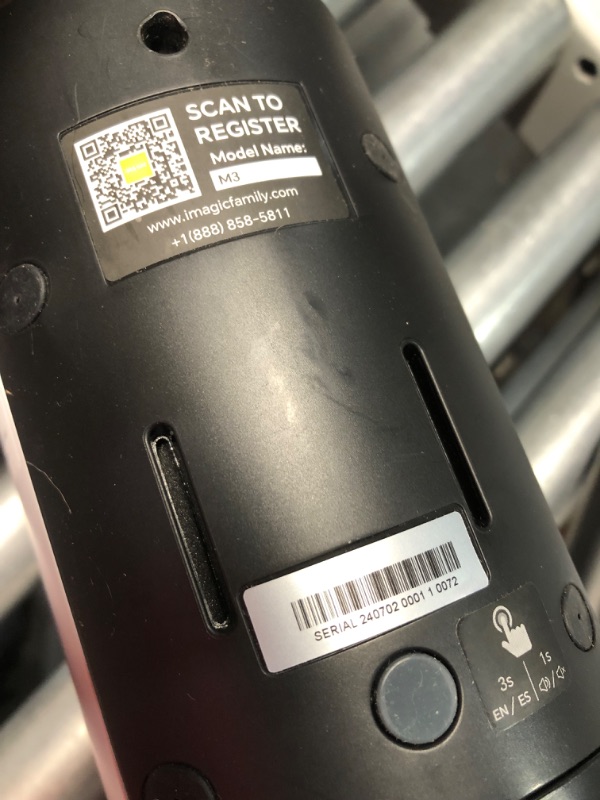 SCAN TO
REGISTER
Model Name:
M3
www.imagicfamily.com
+1(888) 858-5811
SERIAL 240702 0001 1 0072
3s
EN / ES
1s